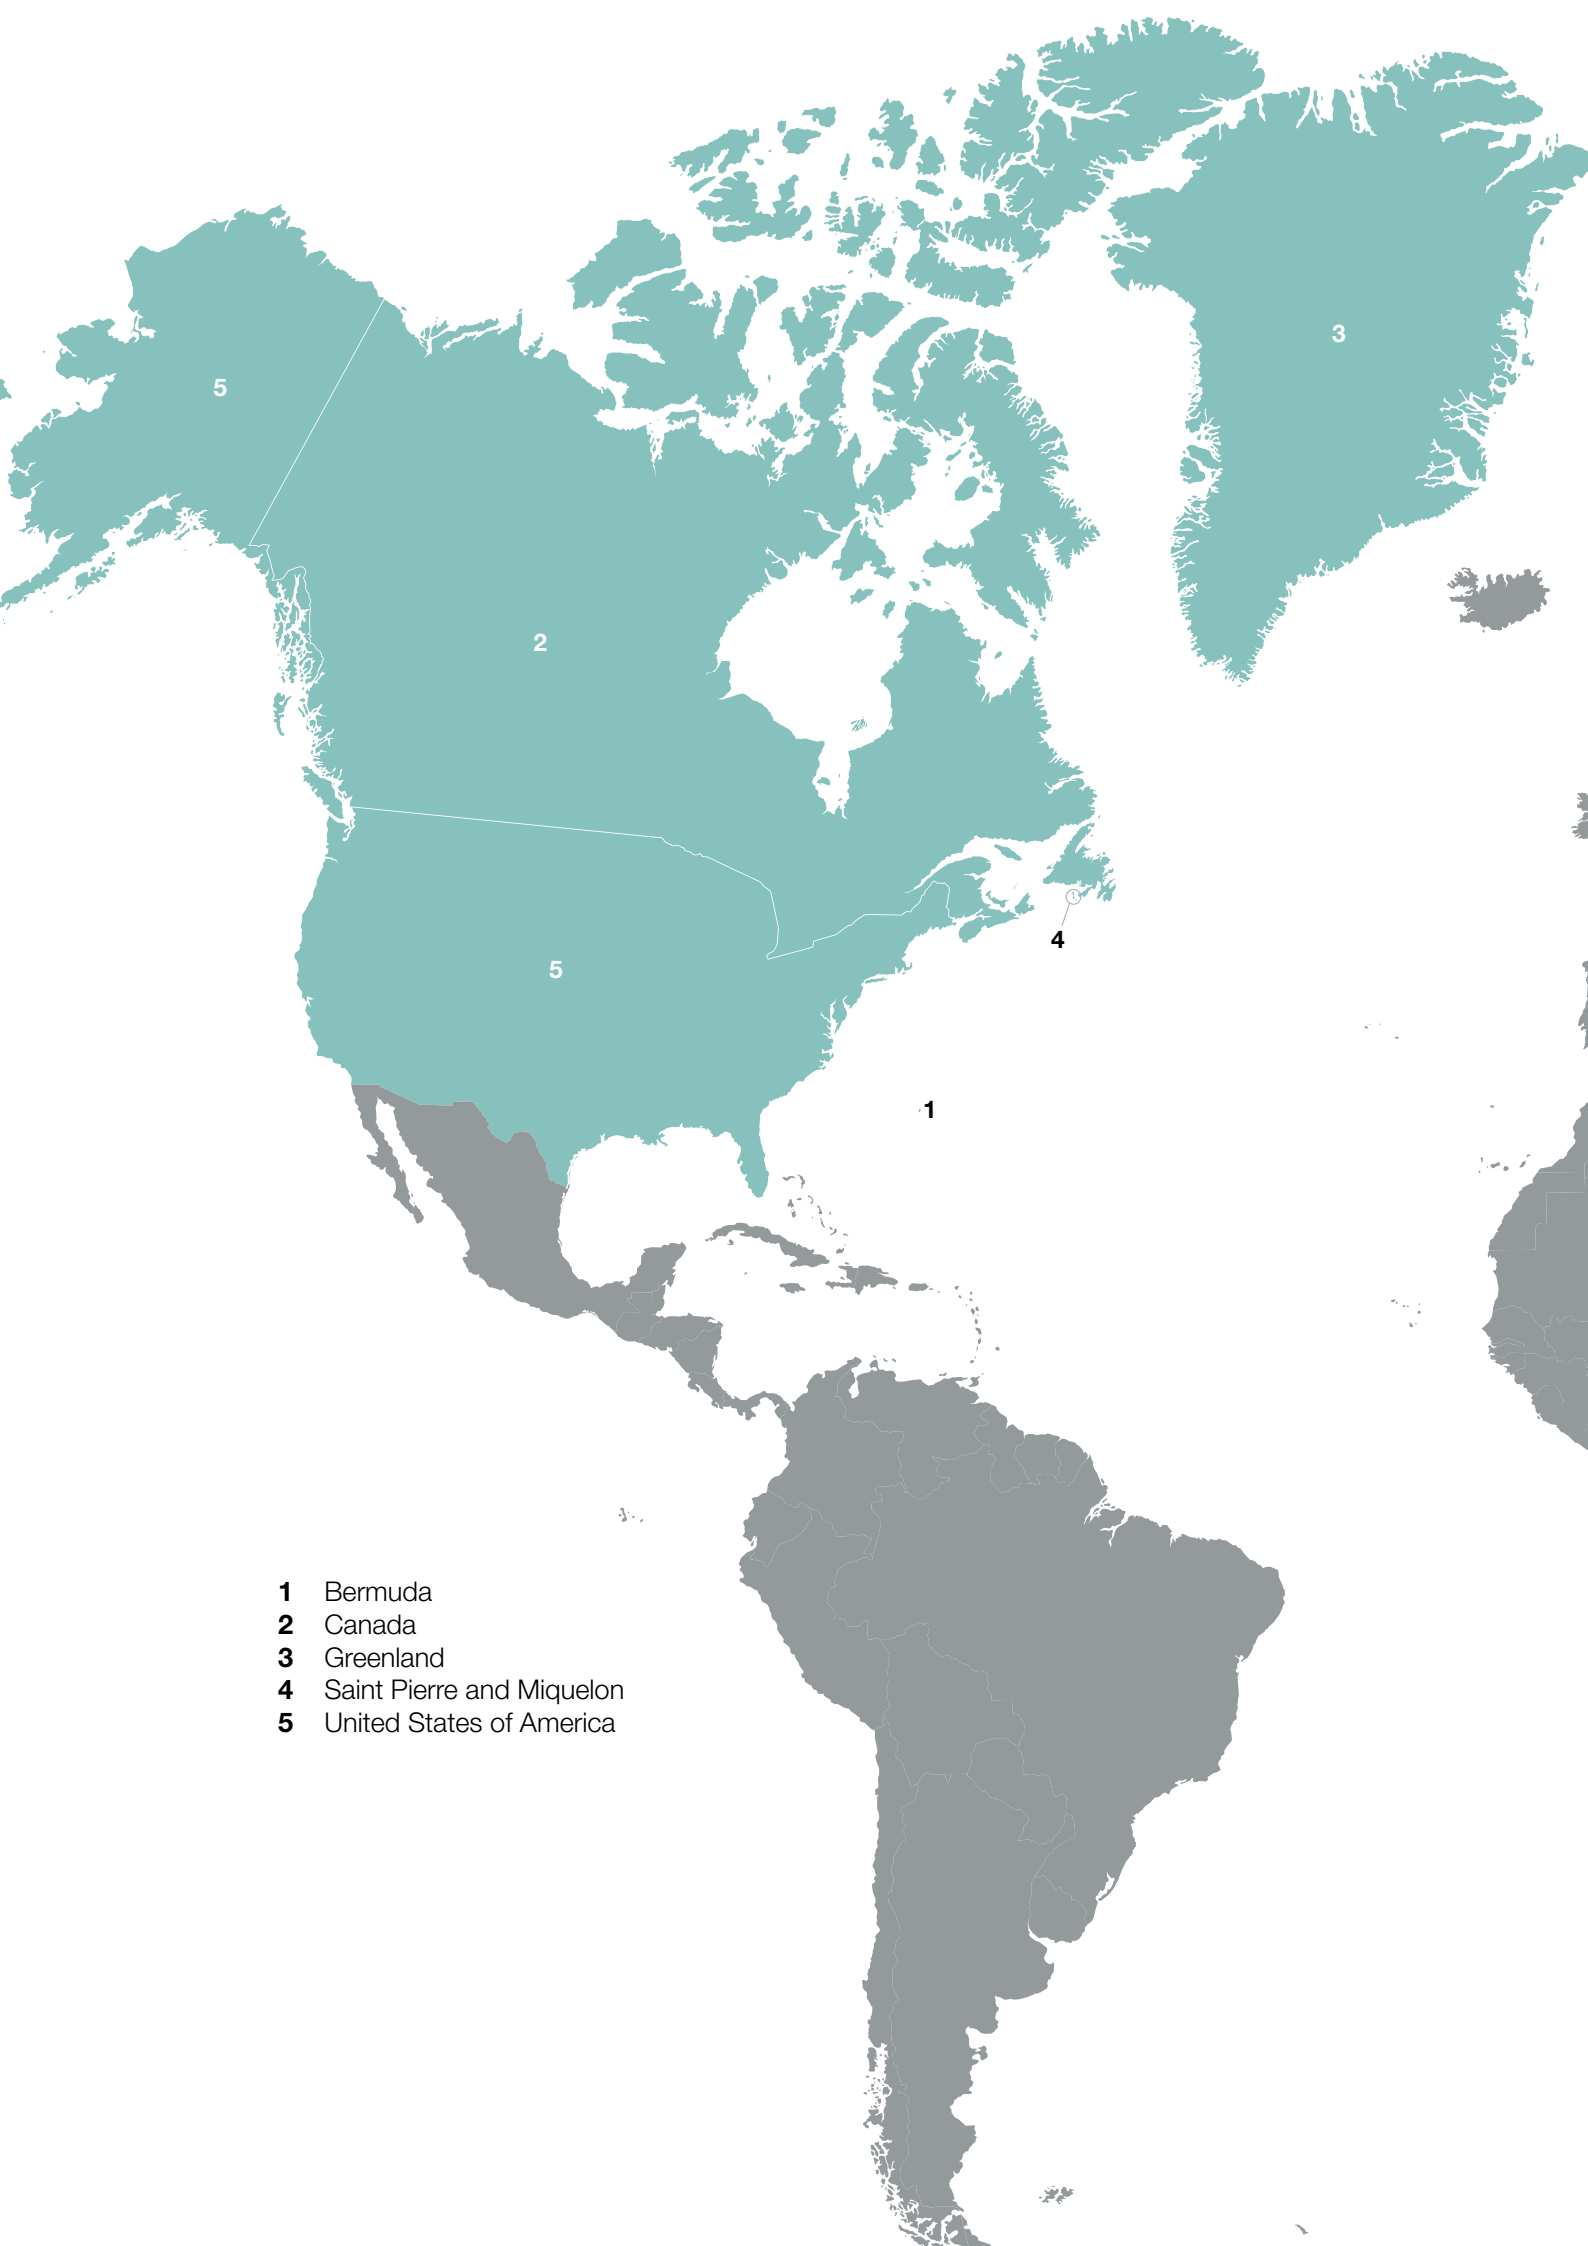 3
5
2
4
5
1
1 Bermuda
2 Canada
3 Greenland
4 Saint Pierre and Miquelon
5 United States of America